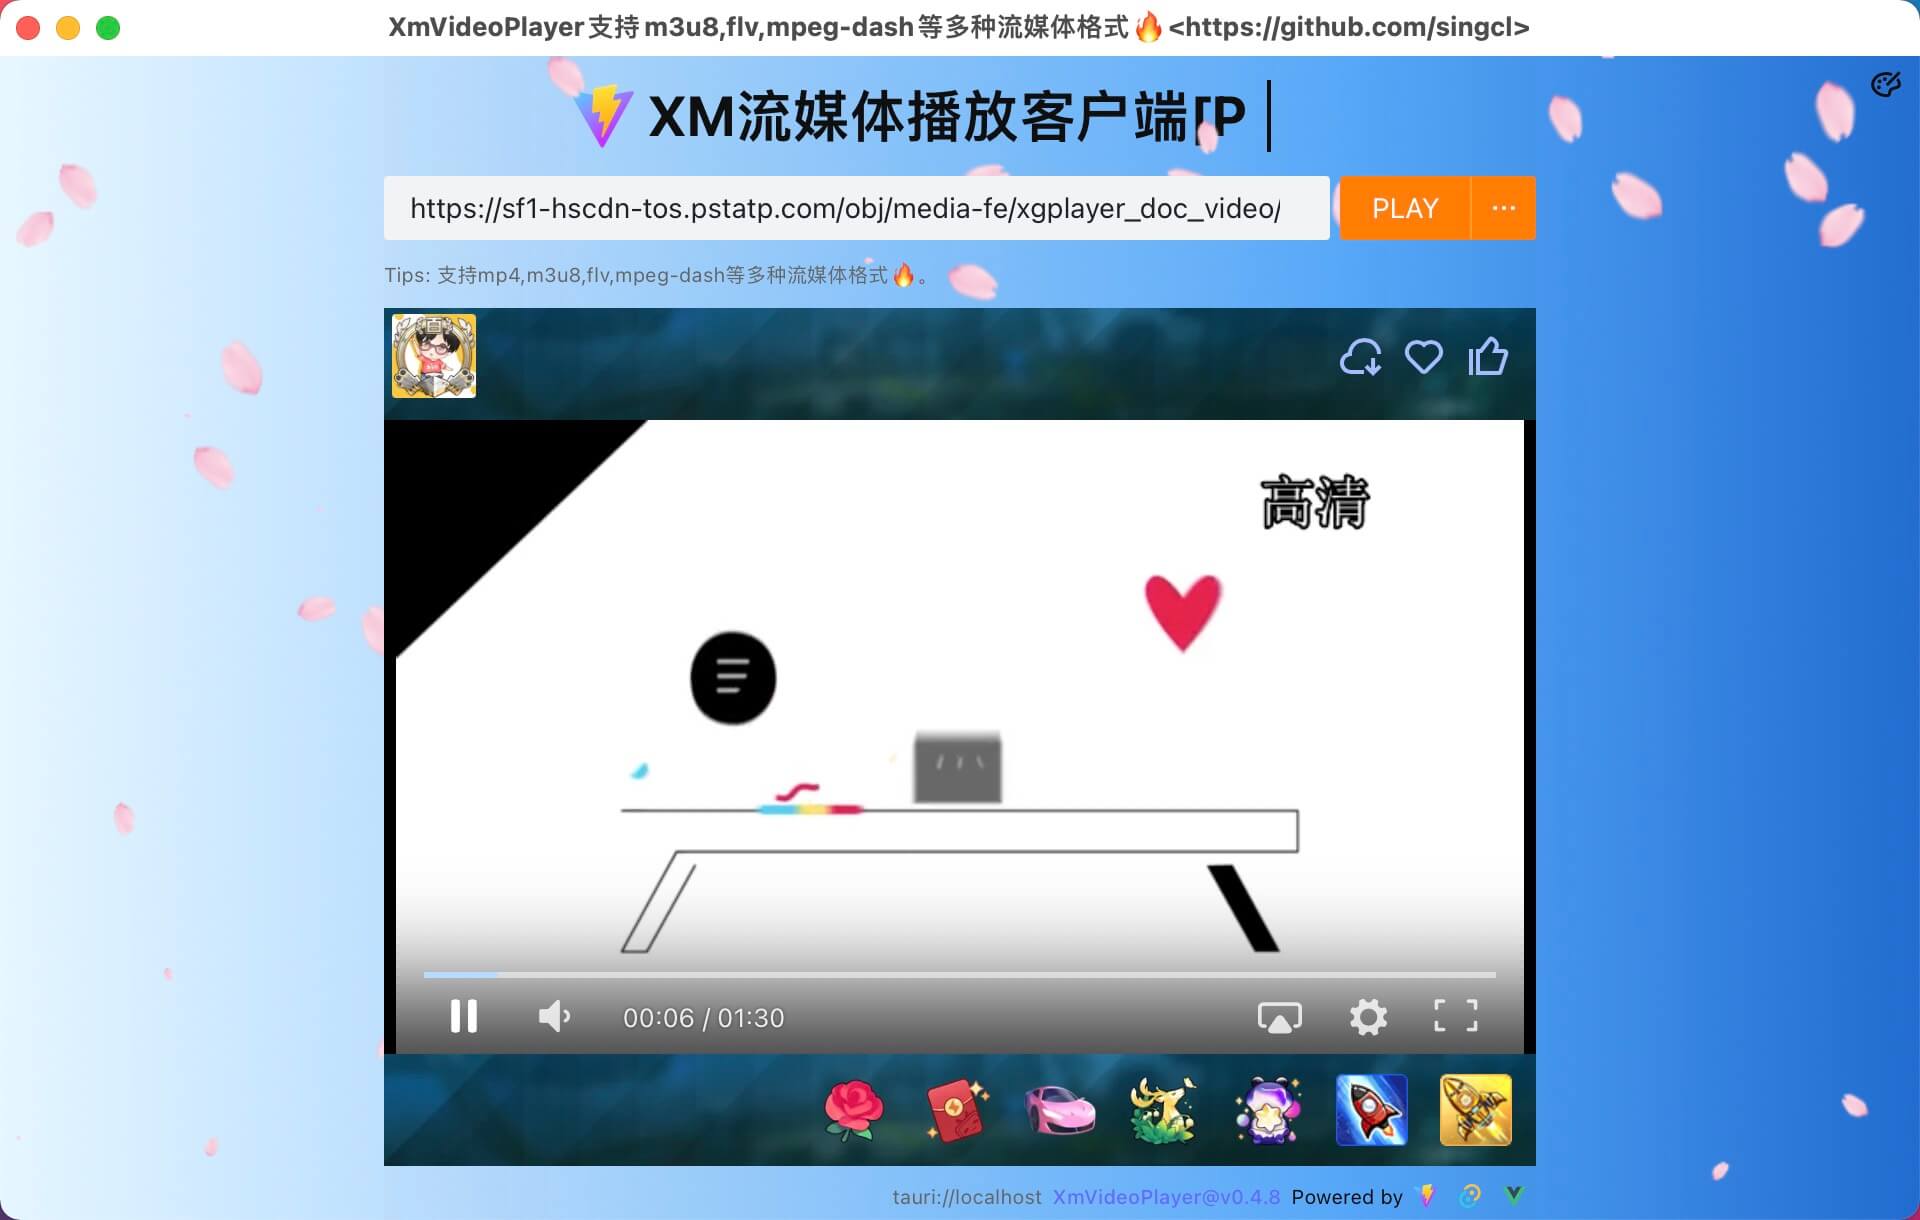 XmVideoPlayer支持m3u8,flv,mpeg-dash等多种流媒体格式🔥<https://github.com/singcl>
XM流媒体播放客户端[P
https://sf1-hscdn-tos.pstatp.com/obj/media-fe/xgplayer_doc_video/
PLAY ···
Tips: 支持mp4,m3u8,flv,mpeg-dash等多种流媒体格式🔥。
百
高清
00:06 / 01:30
tauri://localhost XmVideoPlayer@v0.4.8 Powered by